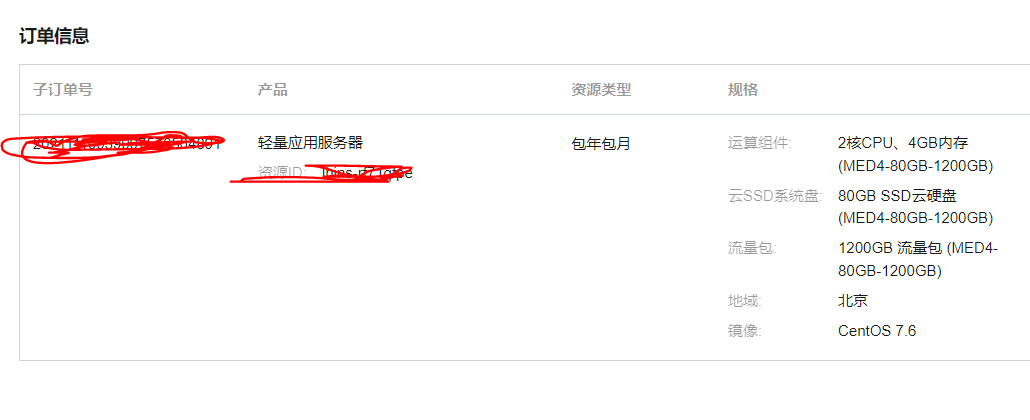 订单信息
子订单号 产品 资源类型 规格
轻量应用服务器 包年包月 运算组件: 2核CPU、4GB内存
资源ID: (MED4-80GB-1200GB)
云SSD系统盘: 80GB SSD云硬盘
(MED4-80GB-1200GB)
流量包: 1200GB 流量包 (MED4-
80GB-1200GB)
地域: 北京
镜像: CentOS 7.6